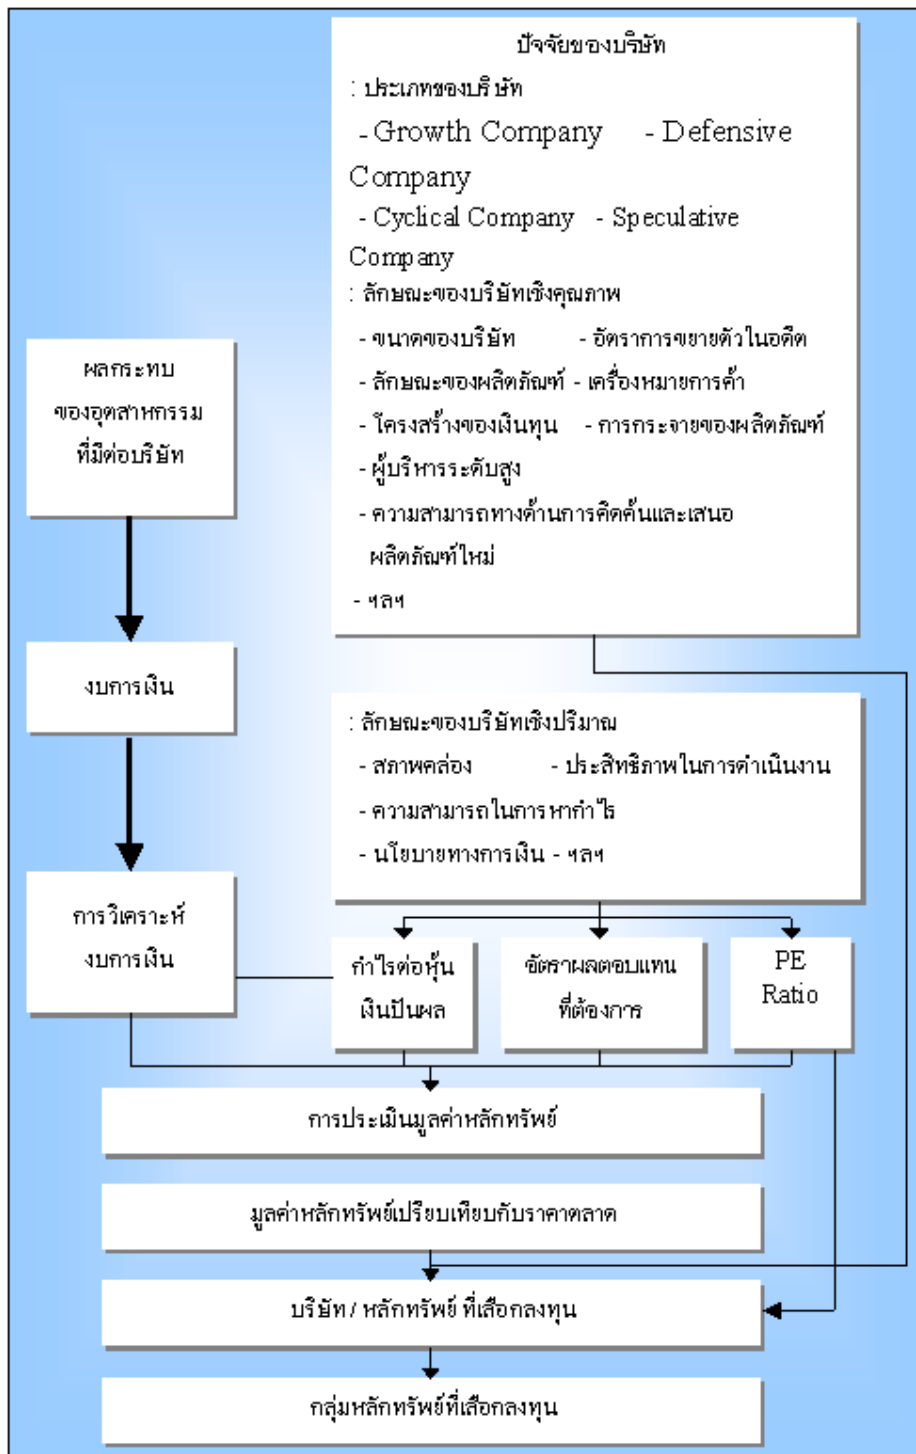 ปัจจัยของบริษัท
: ประเภทของบริษัท
- Growth Company - Defensive
Company
- Cyclical Company - Speculative
Company
: ลักษณะของบริษัทเชิงคุณภาพ
- ขนาดของบริษัท - อัตราการขยายตัวในอดีต
- ลักษณะของผลิตภัณฑ์ - เครื่องหมายการค้า
- โครงสร้างของเงินทุน - การกระจายของผลิตภัณฑ์
- ผู้บริหารระดับสูง
- ความสามารถทางด้านการคิดค้นและเสนอ
ผลิตภัณฑ์ใหม่
- ฯลฯ
ผลกระทบ
ของอุตสาหกรรม
ที่มีต่อบริษัท
งบการเงิน
: ลักษณะของบริษัทเชิงปริมาณ
- สภาพคล่อง - ประสิทธิภาพในการดำเนินงาน
- ความสามารถในการหากำไร
- นโยบายทางการเงิน - ฯลฯ
การวิเคราะห์
งบการเงิน
กำไรต่อหุ้น
เงินปันผล
อัตราผลตอบแทน
ที่ต้องการ
PE
Ratio
การประเมินมูลค่าหลักทรัพย์
มูลค่าหลักทรัพย์เปรียบเทียบกับราคาตลาด
บริษัท / หลักทรัพย์ ที่เลือกลงทุน
กลุ่มหลักทรัพย์ที่เลือกลงทุน